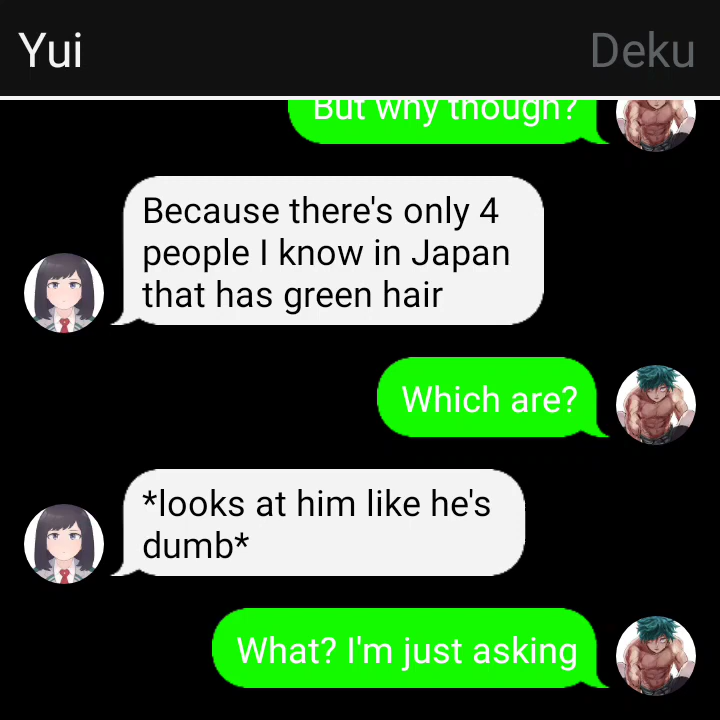 Yui
Deku
But why though?
Because there's only 4
people I know in Japan
that has green hair
Which are?
*looks at him like he's
dumb*
What? I'm just asking